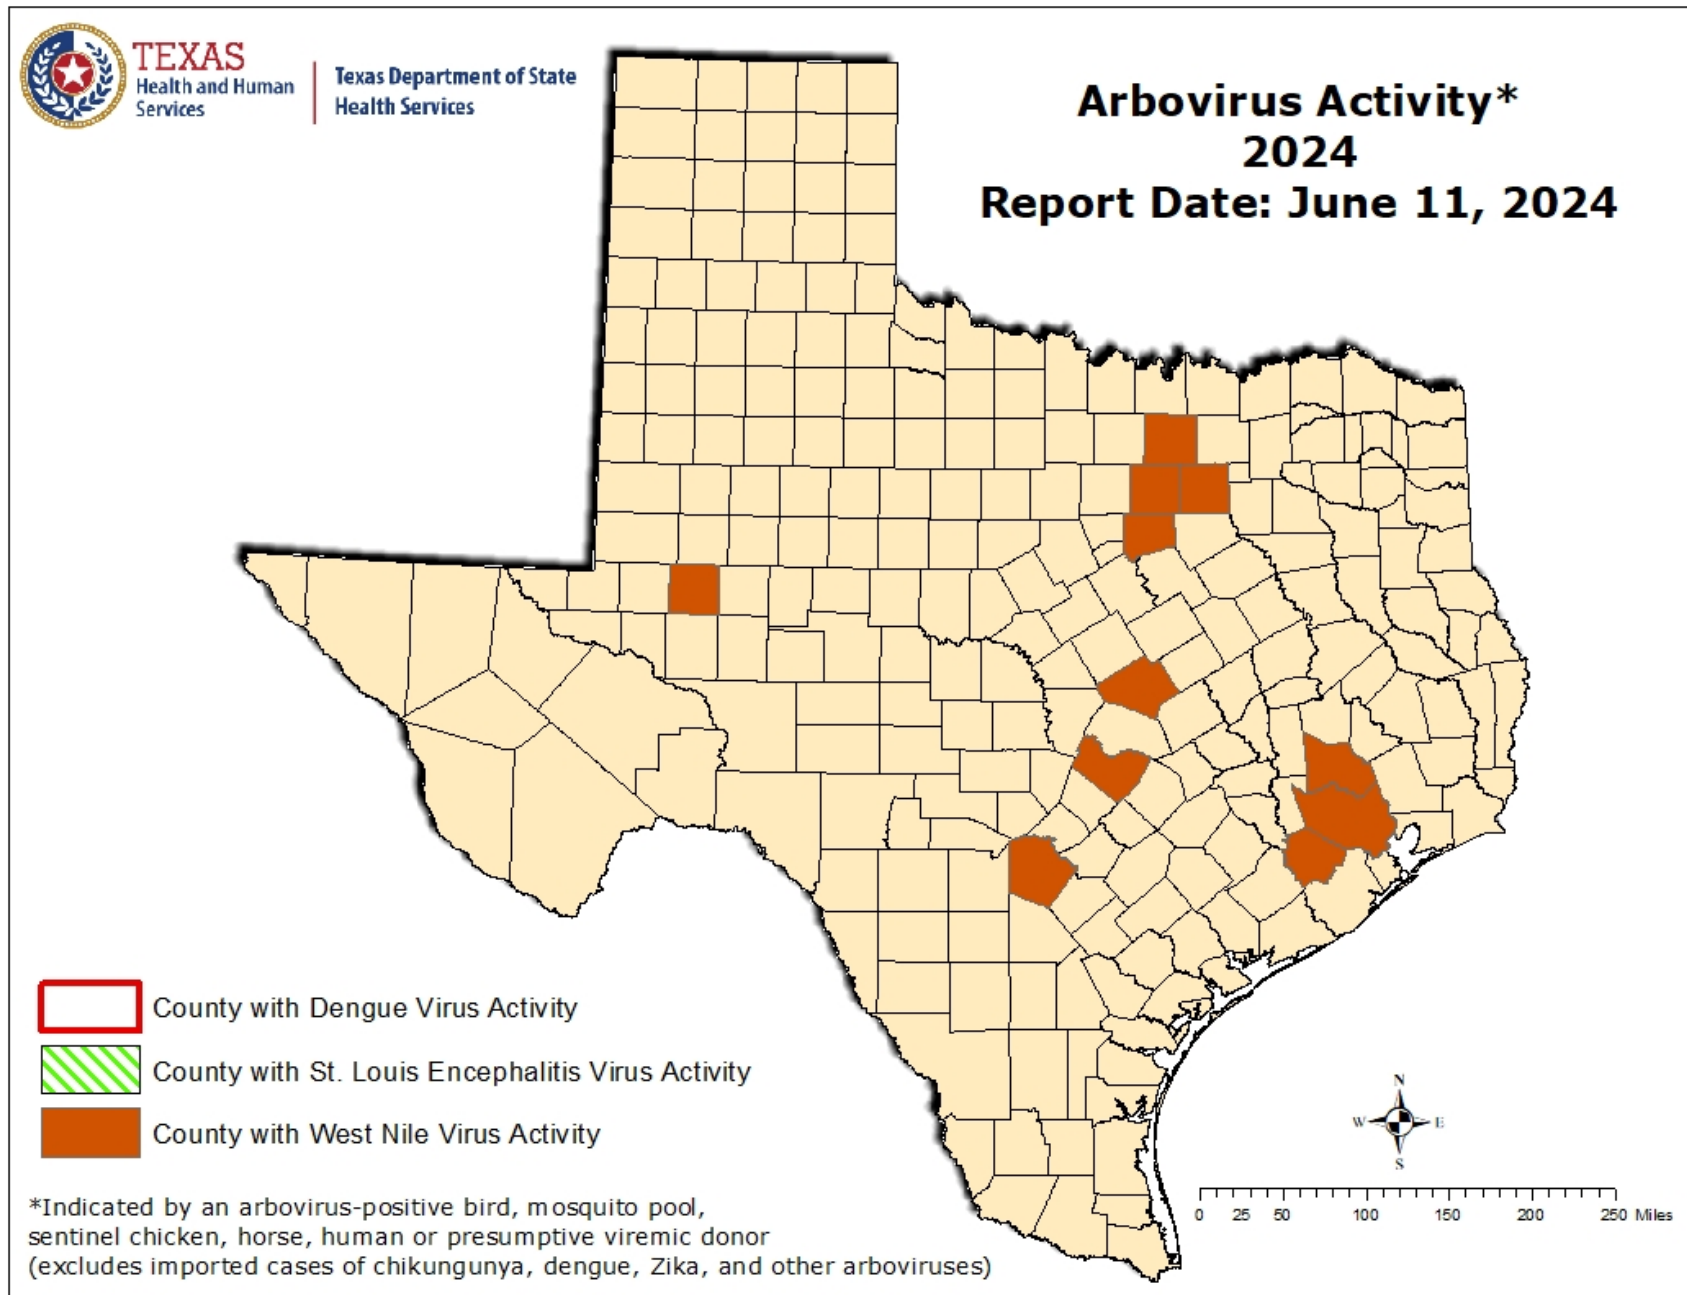 TEXAS
Health and Human
Services
Texas Department of State
Health Services
Arbovirus Activity*
2024
Report Date: June 11, 2024
County with Dengue Virus Activity
County with St. Louis Encephalitis Virus Activity
County with West Nile Virus Activity
*Indicated by an arbovirus-positive bird, mosquito pool,
sentinel chicken, horse, human or presumptive viremic donor
(excludes imported cases of chikungunya, dengue, Zika, and other arboviruses)
N
W E
S
0 25 50 100 150 200 250 Miles